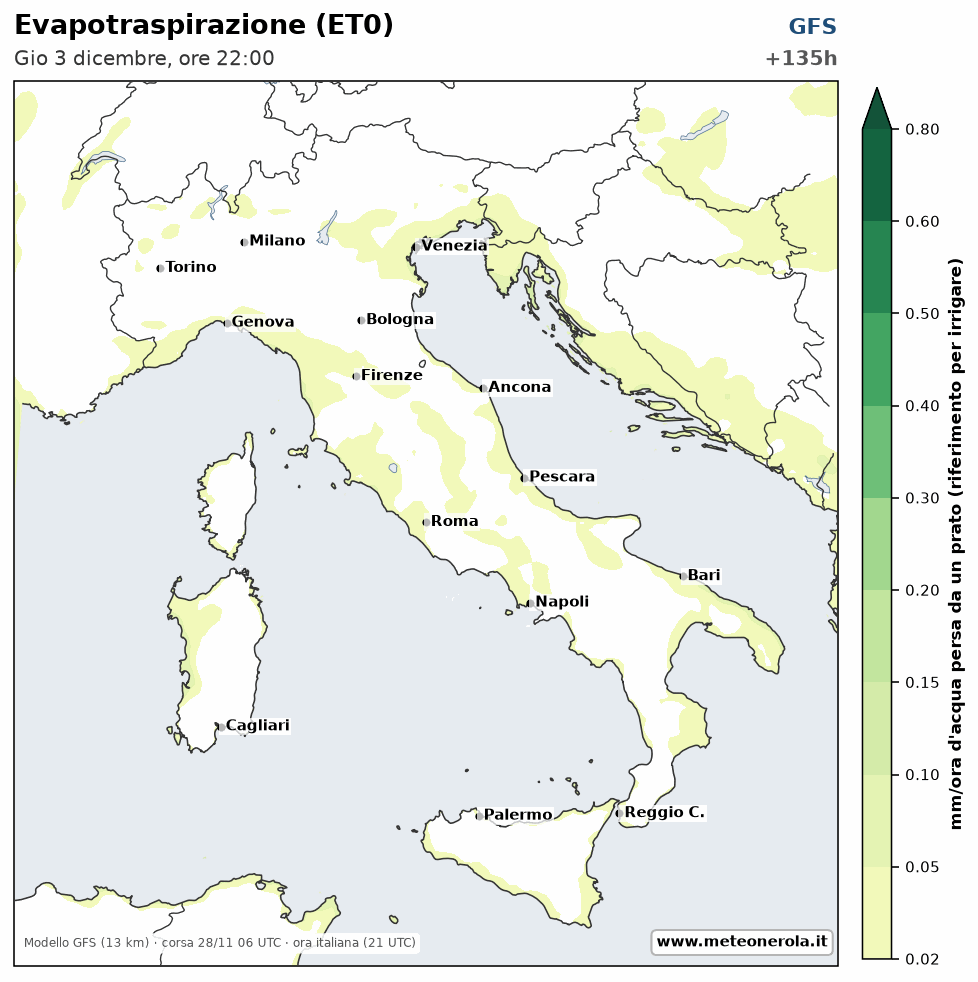 Evapotraspirazione (ET0)
GFS
Gio 3 dicembre, ore 22:00
+135h
Milano
Venezia
Torino
Genova
Bologna
Firenze
Ancona
Pescara
Roma
Bari
Napoli
Cagliari
Palermo
Reggio C.
0.80
0.60
0.50
0.40
0.30
0.20
0.15
0.10
0.05
0.02
mm/ora d'acqua persa da un prato (riferimento per irrigare)
Modello GFS (13 km) · corsa 28/11 06 UTC · ora italiana (21 UTC)
www.meteonerola.it